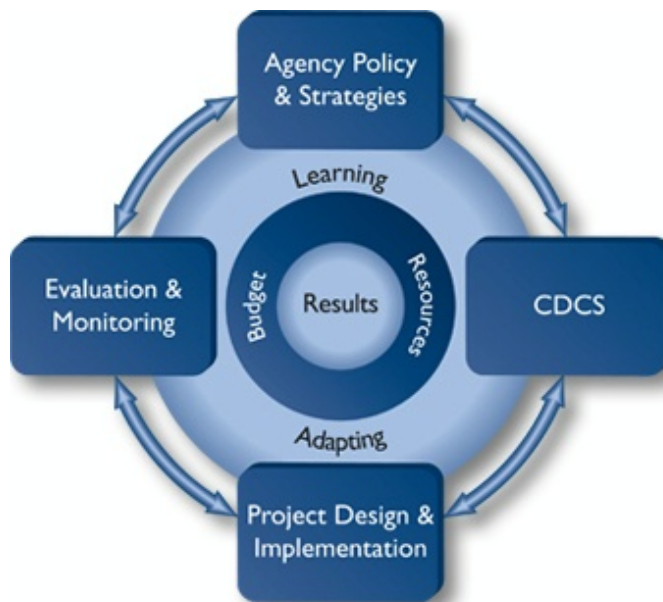 Agency Policy
& Strategies
Learning
Evaluation &
Monitoring
Budget
Results
Resources
CDCS
Adapting
Project Design &
Implementation